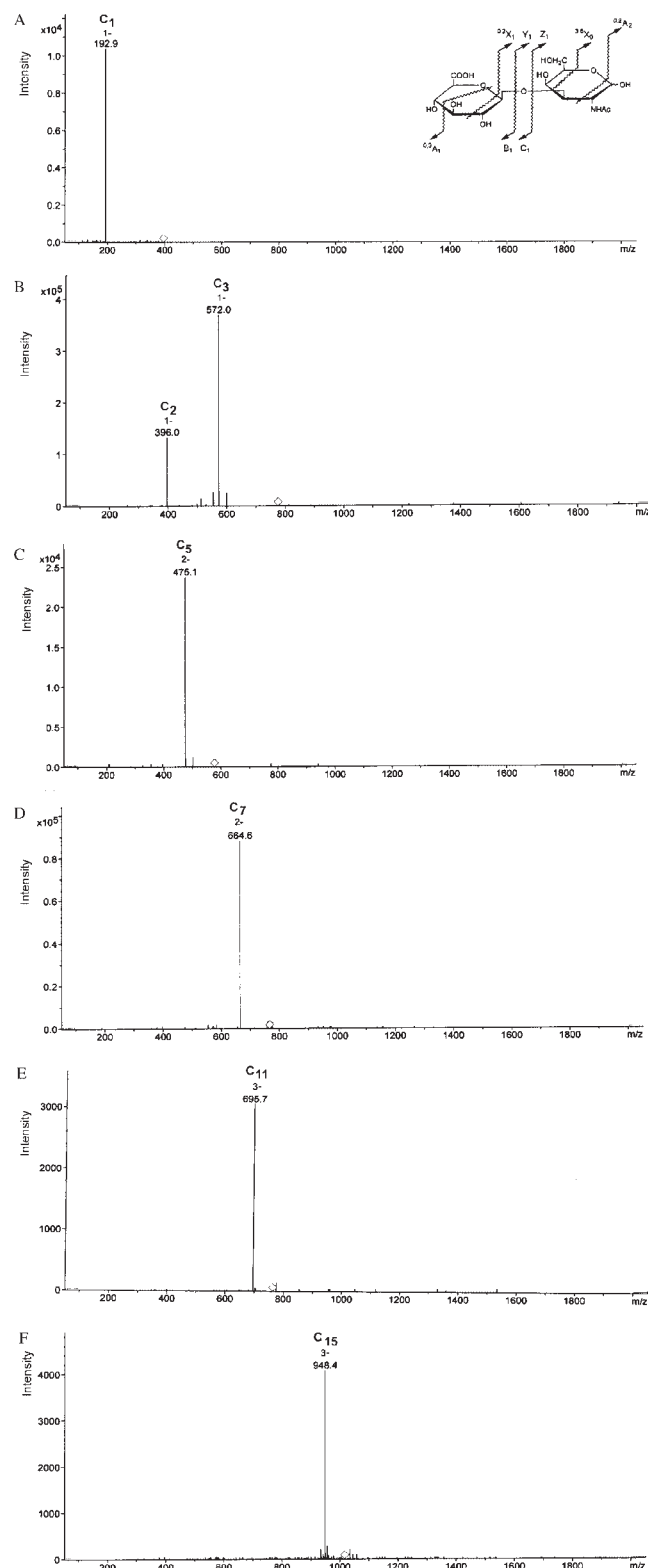 A
C1
1-
192.9
x10⁴
1.0
0.8
0.6
0.4
0.2
0.0
Intensity
200 400 600 800 1000 1200 1400 1600 1800 m/z
0,2X1 Y1 Z1 3,5X0 0,2A2
COOH O HO OH OH O HOH2C HO O OH NHAc
B1 C1
B
x10⁵
4
3
2
1
0
Intensity
C3
1-
572.0
C2
1-
396.0
200 400 600 800 1000 1200 1400 1600 1800 m/z
C
x10⁴
2.5
2.0
1.5
1.0
0.5
0.0
Intensity
C5
2-
475.1
200 400 600 800 1000 1200 1400 1600 1800 m/z
D
x10⁵
0.8
0.6
0.4
0.2
0.0
Intensity
C7
2-
664.6
200 400 600 800 1000 1200 1400 1600 1800 m/z
E
3000
2000
1000
0
Intensity
C11
3-
695.7
200 400 600 800 1000 1200 1400 1600 1800 m/z
F
4000
3000
2000
1000
0
Intensity
C15
3-
948.4
200 400 600 800 1000 1200 1400 1600 1800 m/z